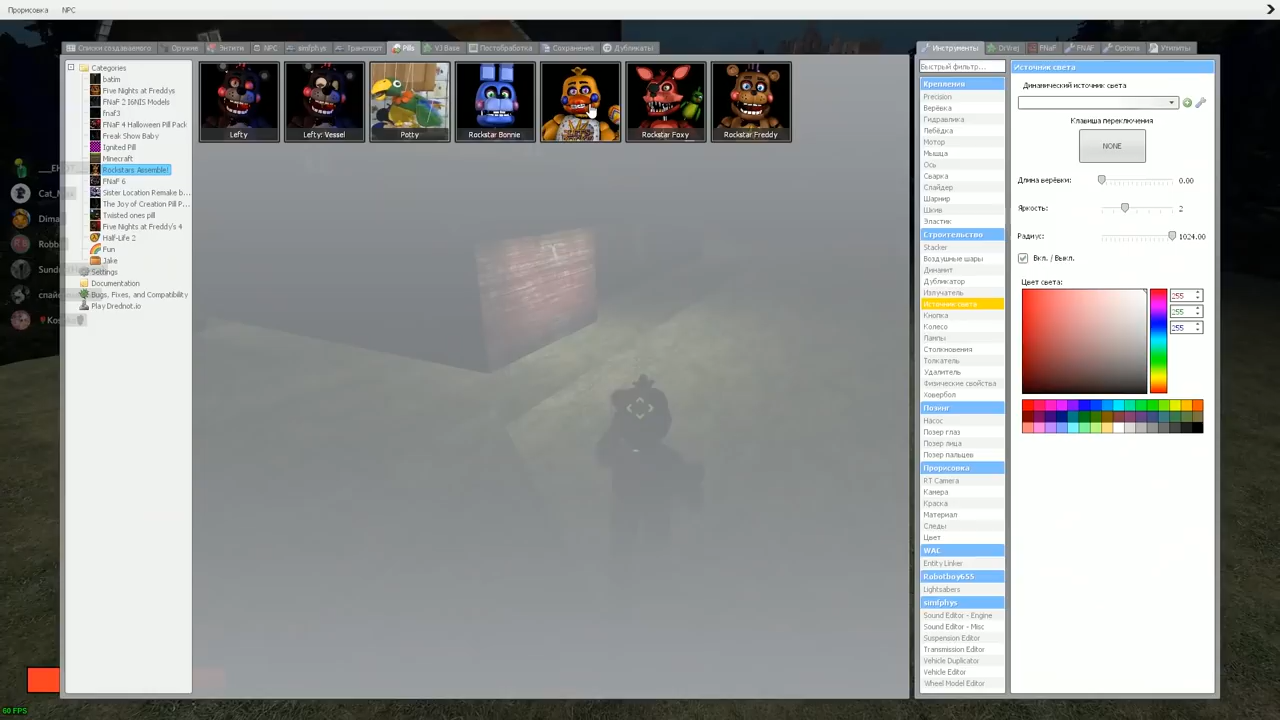 Прорисовка NPC
Списки создаваемого Оружие Энтити NPC simfphys Транспорт Pills VJ Base Постобработка Сохранения Дубликаты
Categories
batim
Five Nights at Freddys
FNAF 2 I6NIS Models
fnaf3
FNAF 4 Halloween Pill Pack
Freak Show Baby
Ignited Pill
Minecraft
Rockstars Assemble!
FNaF 6
Sister Location Remake b...
The Joy of Creation Pill P...
Twisted ones pill
Five Nights at Freddy's 4
Half-Life 2
Fun
Jake
Settings
Documentation
Bugs, Fixes, and Compatibility
Play Drednot.io
Cat_
Dima
Robb
Lefty
Lefty: Vessel
Potty
Rockstar Bonnie
Rockstar Foxy
Rockstar Freddy
Инструменты DrVrej FNaF FNAF Options Утилиты
Быстрый фильтр...
Крепления
Precision
Верёвка
Гидравлика
Лебёдка
Мотор
Мышца
Ось
Сварка
Слайдер
Шарнир
Шкив
Эластик
Строительство
Stacker
Воздушные шары
Динамит
Дубликатор
Излучатель
Источник света
Кнопка
Колесо
Лампы
Столкновения
Толкатель
Удалитель
Физические свойства
Ховербол
Позинг
Насос
Позер глаз
Позер лица
Позер пальцев
Прорисовка
RT Camera
Камера
Краска
Материал
Следы
Цвет
WAC
Entity Linker
Robotboy655
Lightsabers
simfphys
Sound Editor - Engine
Sound Editor - Misc
Suspension Editor
Transmission Editor
Vehicle Duplicator
Vehicle Editor
Wheel Model Editor
Источник света
Динамический источник света
Клавиша переключения
NONE
Длина верёвки: 0.00
Яркость: 2
Радиус: 1024.00
Вкл. / Выкл.
Цвет света:
255
255
255
60 FPS